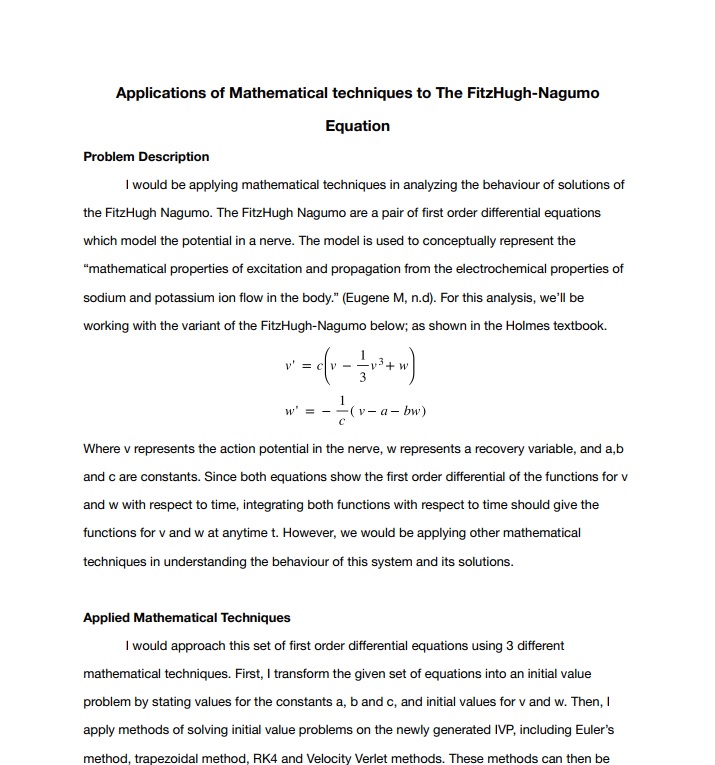 Applications of Mathematical techniques to The FitzHugh-Nagumo
Equation
Problem Description
I would be applying mathematical techniques in analyzing the behaviour of solutions of
the FitzHugh Nagumo. The FitzHugh Nagumo are a pair of first order differential equations
which model the potential in a nerve. The model is used to conceptually represent the
“mathematical properties of excitation and propagation from the electrochemical properties of
sodium and potassium ion flow in the body.” (Eugene M, n.d). For this analysis, we’ll be
working with the variant of the FitzHugh-Nagumo below; as shown in the Holmes textbook.
v' = c(v − 1/3 v³ + w)
w' = − 1/c (v − a − bw)
Where v represents the action potential in the nerve, w represents a recovery variable, and a,b
and c are constants. Since both equations show the first order differential of the functions for v
and w with respect to time, integrating both functions with respect to time should give the
functions for v and w at anytime t. However, we would be applying other mathematical
techniques in understanding the behaviour of this system and its solutions.
Applied Mathematical Techniques
I would approach this set of first order differential equations using 3 different
mathematical techniques. First, I transform the given set of equations into an initial value
problem by stating values for the constants a, b and c, and initial values for v and w. Then, I
apply methods of solving initial value problems on the newly generated IVP, including Euler’s
method, trapezoidal method, RK4 and Velocity Verlet methods. These methods can then be